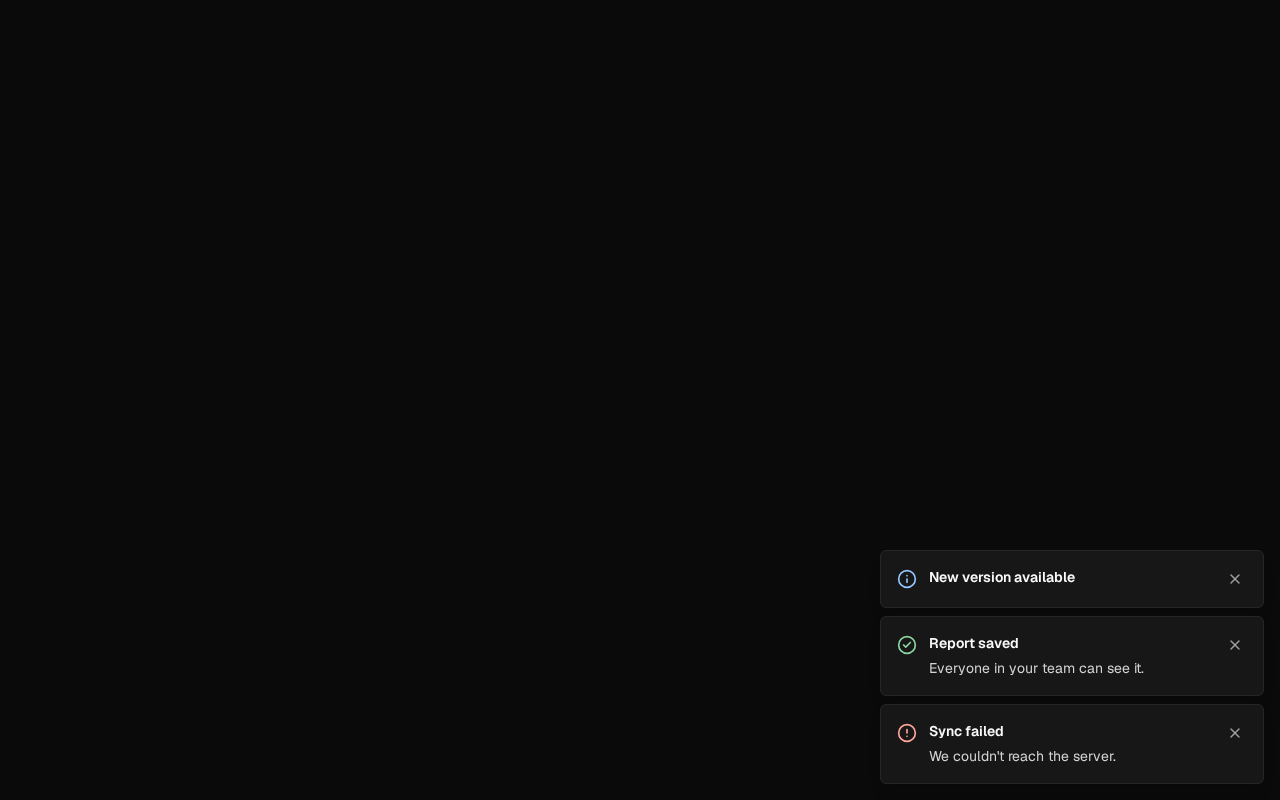 New version available
Report saved
Everyone in your team can see it.
Sync failed
We couldn't reach the server.